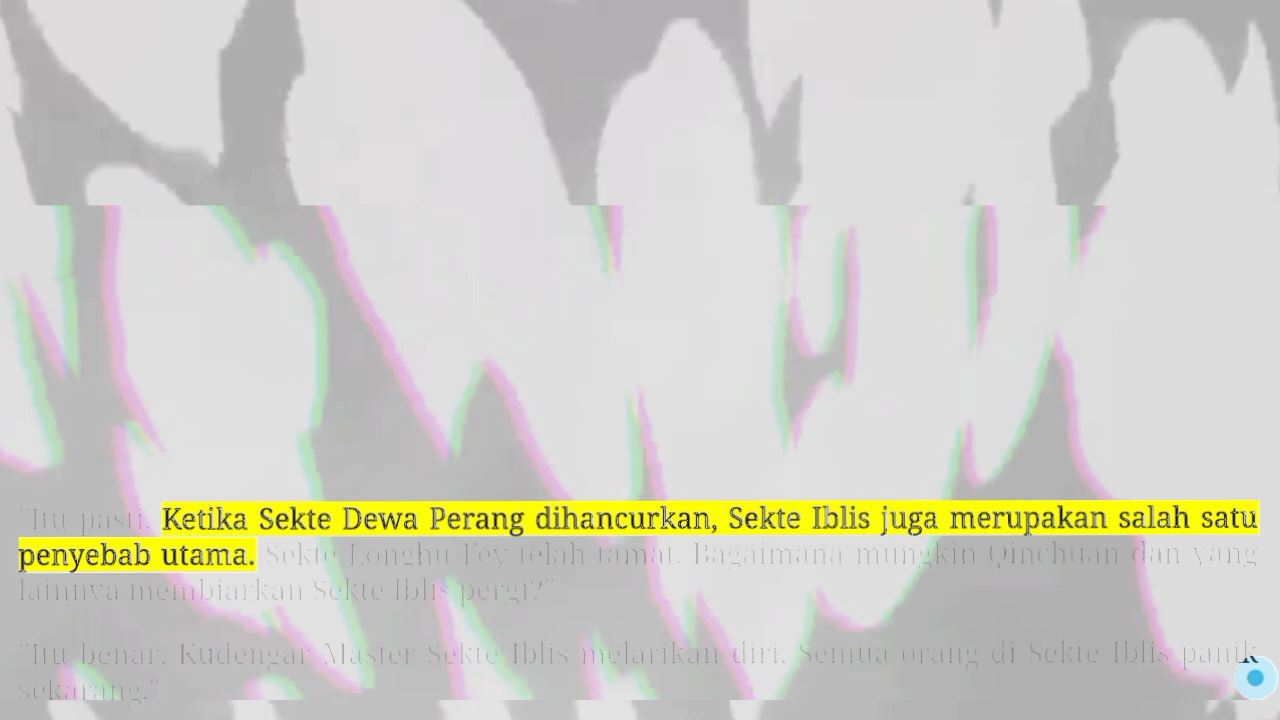 "Itu pasti. Ketika Sekte Dewa Perang dihancurkan, Sekte Iblis juga merupakan salah satu
penyebab utama. Sekte Longhu Fey telah tamat. Bagaimana mungkin Qinchuan dan yang
lainnya membiarkan Sekte Iblis pergi?"
"Itu benar. Kudengar Master Sekte Iblis melarikan diri. Semua orang di Sekte Iblis panik
sekarang."